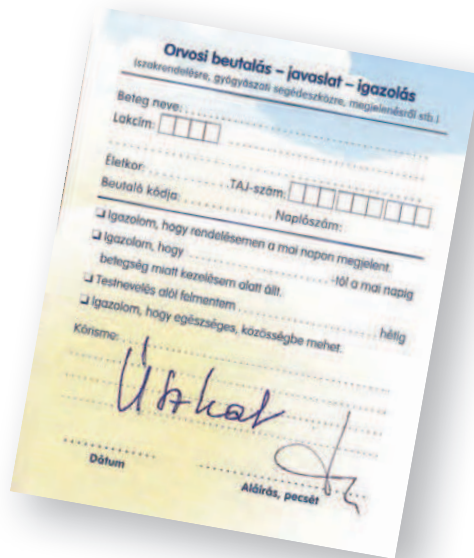 Orvosi beutalás – javaslat – igazolás
(szakrendelésre, gyógyászati segédeszközre, megjelenésről stb.)
Beteg neve:
Lakcím:
Életkor: TAJ-szám:
Beutaló kódja: Naplószám:
❑ Igazolom, hogy rendelésemen a mai napon megjelent.
❑ Igazolom, hogy -tól a mai napig
betegség miatt kezelésem alatt állt.
❑ Testnevelés alól felmentem hétig
❑ Igazolom, hogy egészséges, közösségbe mehet.
Kórisme:
Úszhat
Dátum
Aláírás, pecsét